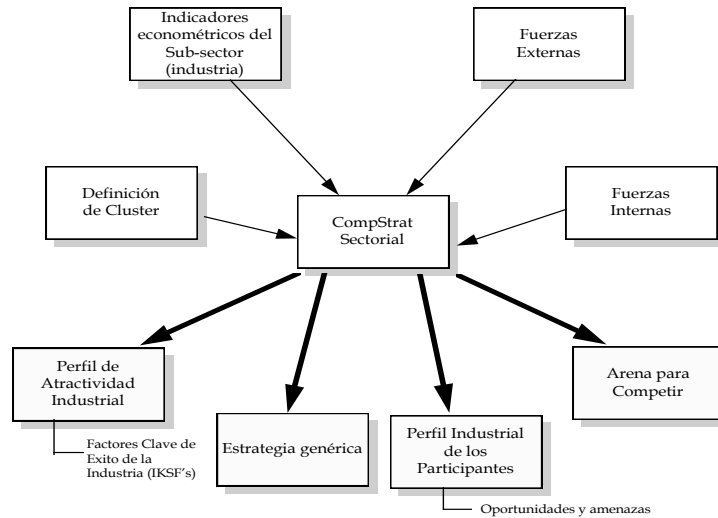 Indicadores
econométricos del
Sub-sector
(industria)
Fuerzas
Externas
Definición
de Cluster
CompStrat
Sectorial
Fuerzas
Internas
Perfil de
Atractividad
Industrial
Factores Clave de
Exito de la
Industria (IKSF's)
Estrategia genérica
Perfil Industrial
de los
Participantes
Oportunidades y amenazas
Arena para
Competir